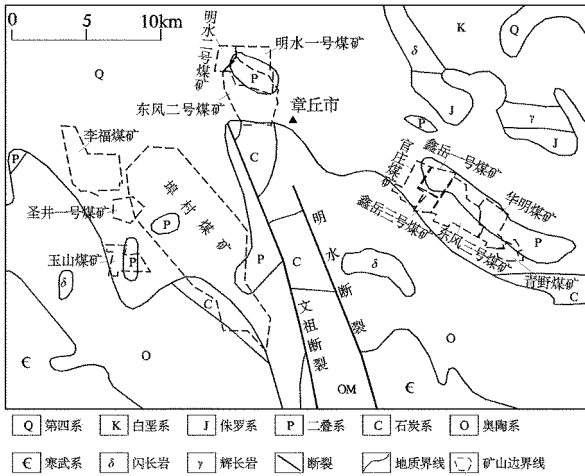 0
10km
明水二号煤矿
明水一号煤矿
Q
K
Q
δ
P
东风二号煤矿
章丘市
J
γ
P
J
李福煤矿
C
官庄煤矿
鑫岳一号煤矿
P
华明煤矿
圣井一号煤矿
埠村煤矿
P
鑫岳三号煤矿
东风三号煤矿
P
玉山煤矿
P
P
C
明水断裂
δ
青野煤矿
δ
C
C
文祖断裂
Є
O
O
OM
Є
Q 第四系
K 白垩系
J 侏罗系
P 二叠系
C 石炭系
O 奥陶系
Є 寒武系
δ 闪长岩
γ 辉长岩
断裂
地质界线
矿山边界线